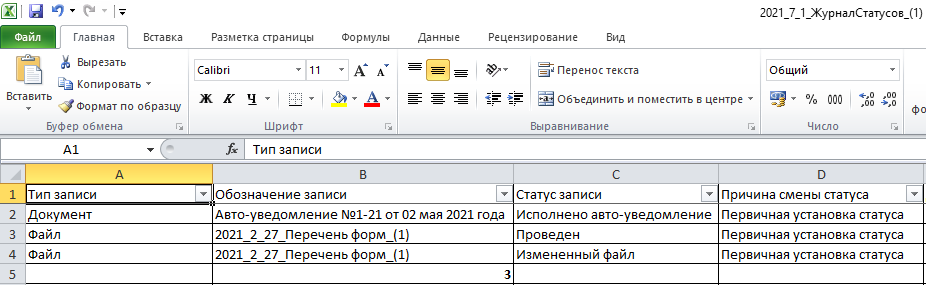 2021_7_1_ЖурналСтатусов_(1)
Файл Главная Вставка Разметка страницы Формулы Данные Рецензирование Вид
Вставить
Вырезать
Копировать
Формат по образцу
Буфер обмена
Calibri 11
Ж К Ч
Шрифт
Перенос текста
Объединить и поместить в центре
Выравнивание
Общий
% 000
Число
A1 fx Тип записи
A B C D
1 Тип записи Обозначение записи Статус записи Причина смены статуса
2 Документ Авто-уведомление №1-21 от 02 мая 2021 года Исполнено авто-уведомление Первичная установка статуса
3 Файл 2021_2_27_Перечень форм_(1) Проведен Первичная установка статуса
4 Файл 2021_2_27_Перечень форм_(1) Измененный файл Первичная установка статуса
5 3